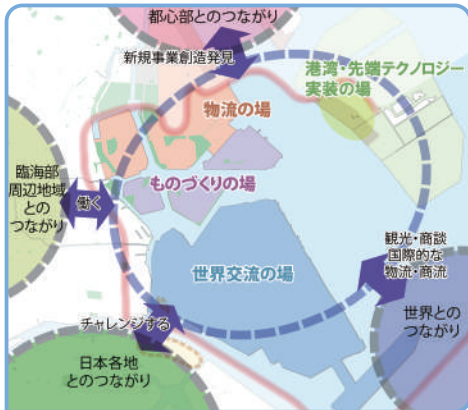 都心部とのつながり
新規事業創造発見
港湾・先端テクノロジー
実装の場
物流の場
臨海部
周辺地域
との
つながり
働く
ものづくりの場
観光・商談
国際的な
物流・商流
世界交流の場
世界との
つながり
チャレンジする
日本各地
とのつながり